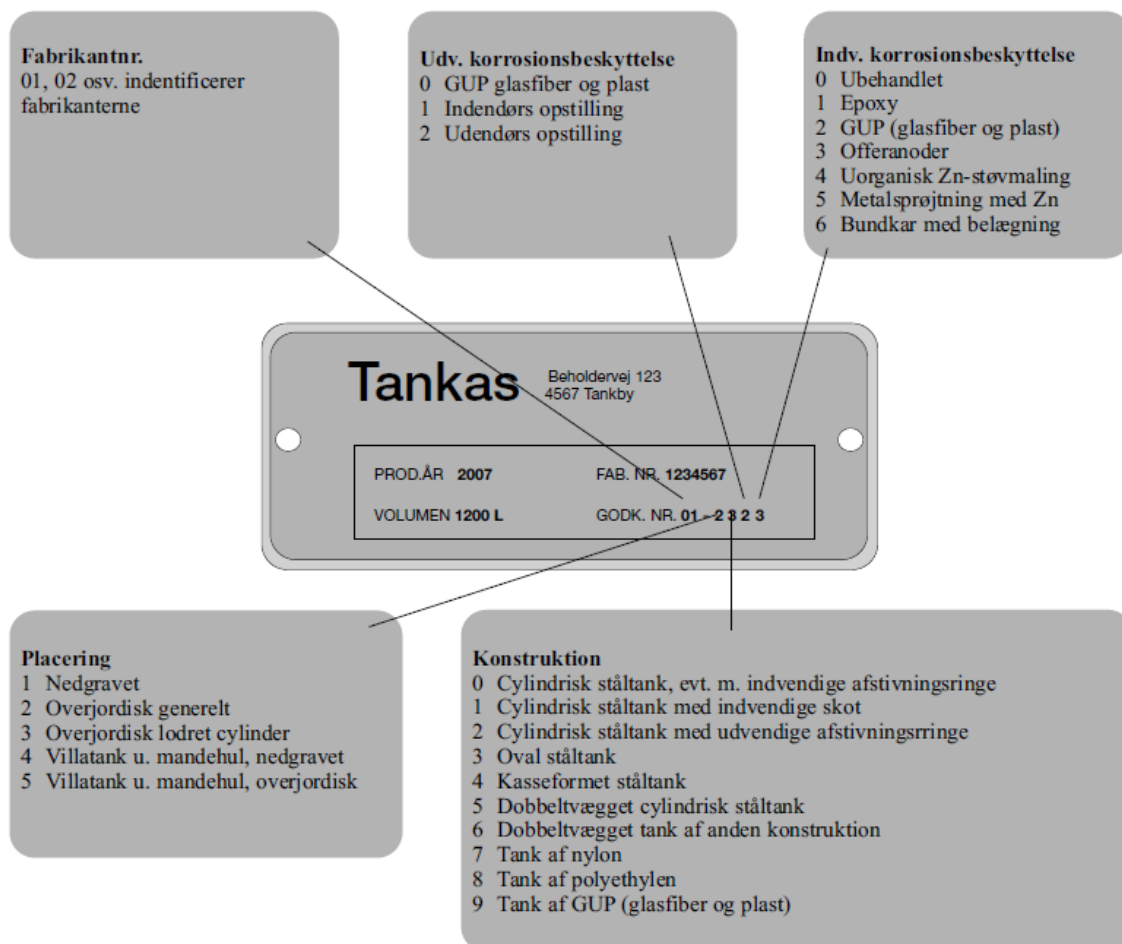 Fabrikantnr.
01, 02 osv. indentificerer
fabrikanterne
Udv. korrosionsbeskyttelse
0 GUP glasfiber og plast
1 Indendørs opstilling
2 Udendørs opstilling
Indv. korrosionsbeskyttelse
0 Ubehandlet
1 Epoxy
2 GUP (glasfiber og plast)
3 Offeranoder
4 Uorganisk Zn-støvmaling
5 Metalsprøjtning med Zn
6 Bundkar med belægning
Tankas
Beholdervej 123
4567 Tankby
PROD.ÅR 2007
FAB. NR. 1234567
VOLUMEN 1200 L
GODK. NR. 01 - 2 3 2 3
Placering
1 Nedgravet
2 Overjordisk generelt
3 Overjordisk lodret cylinder
4 Villatank u. mandehul, nedgravet
5 Villatank u. mandehul, overjordisk
Konstruktion
0 Cylindrisk ståltank, evt. m. indvendige afstivningsringe
1 Cylindrisk ståltank med indvendige skot
2 Cylindrisk ståltank med udvendige afstivningsrringe
3 Oval ståltank
4 Kasseformet ståltank
5 Dobbeltvægget cylindrisk ståltank
6 Dobbeltvægget tank af anden konstruktion
7 Tank af nylon
8 Tank af polyethylen
9 Tank af GUP (glasfiber og plast)